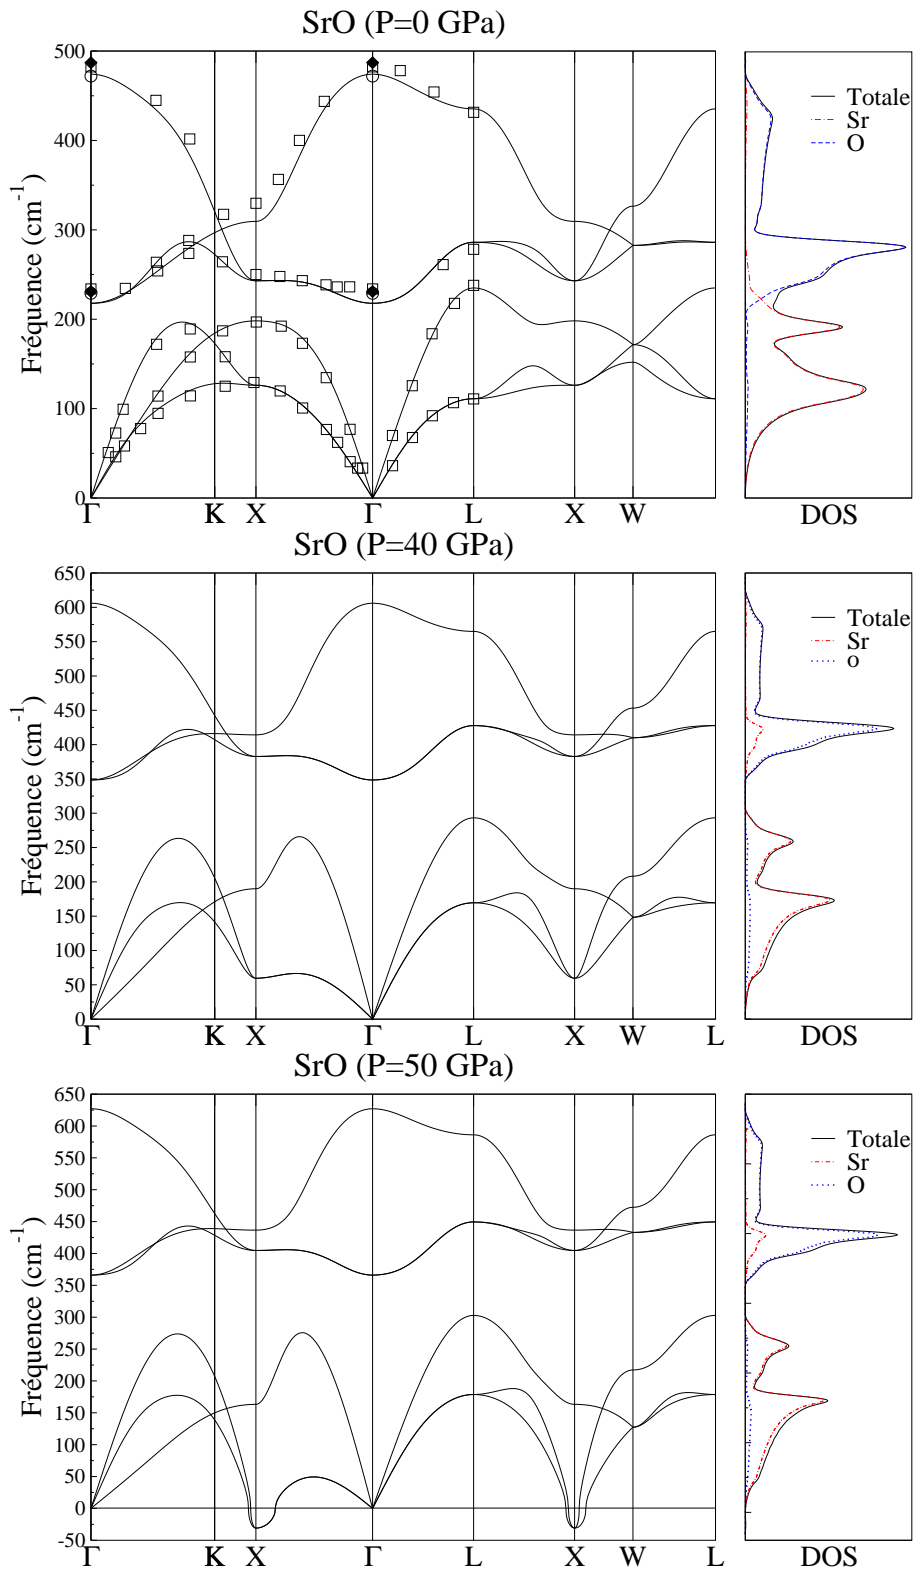 SrO (P=0 GPa)
500
400
300
200
100
0
Fréquence (cm⁻¹)
Γ K X Γ L X W
Totale
Sr
O
DOS
SrO (P=40 GPa)
650
600
550
500
450
400
350
300
250
200
150
100
50
0
Fréquence (cm⁻¹)
Γ K X Γ L X W L
Totale
Sr
o
DOS
SrO (P=50 GPa)
650
600
550
500
450
400
350
300
250
200
150
100
50
0
-50
Fréquence (cm⁻¹)
Γ K X Γ L X W L
Totale
Sr
O
DOS